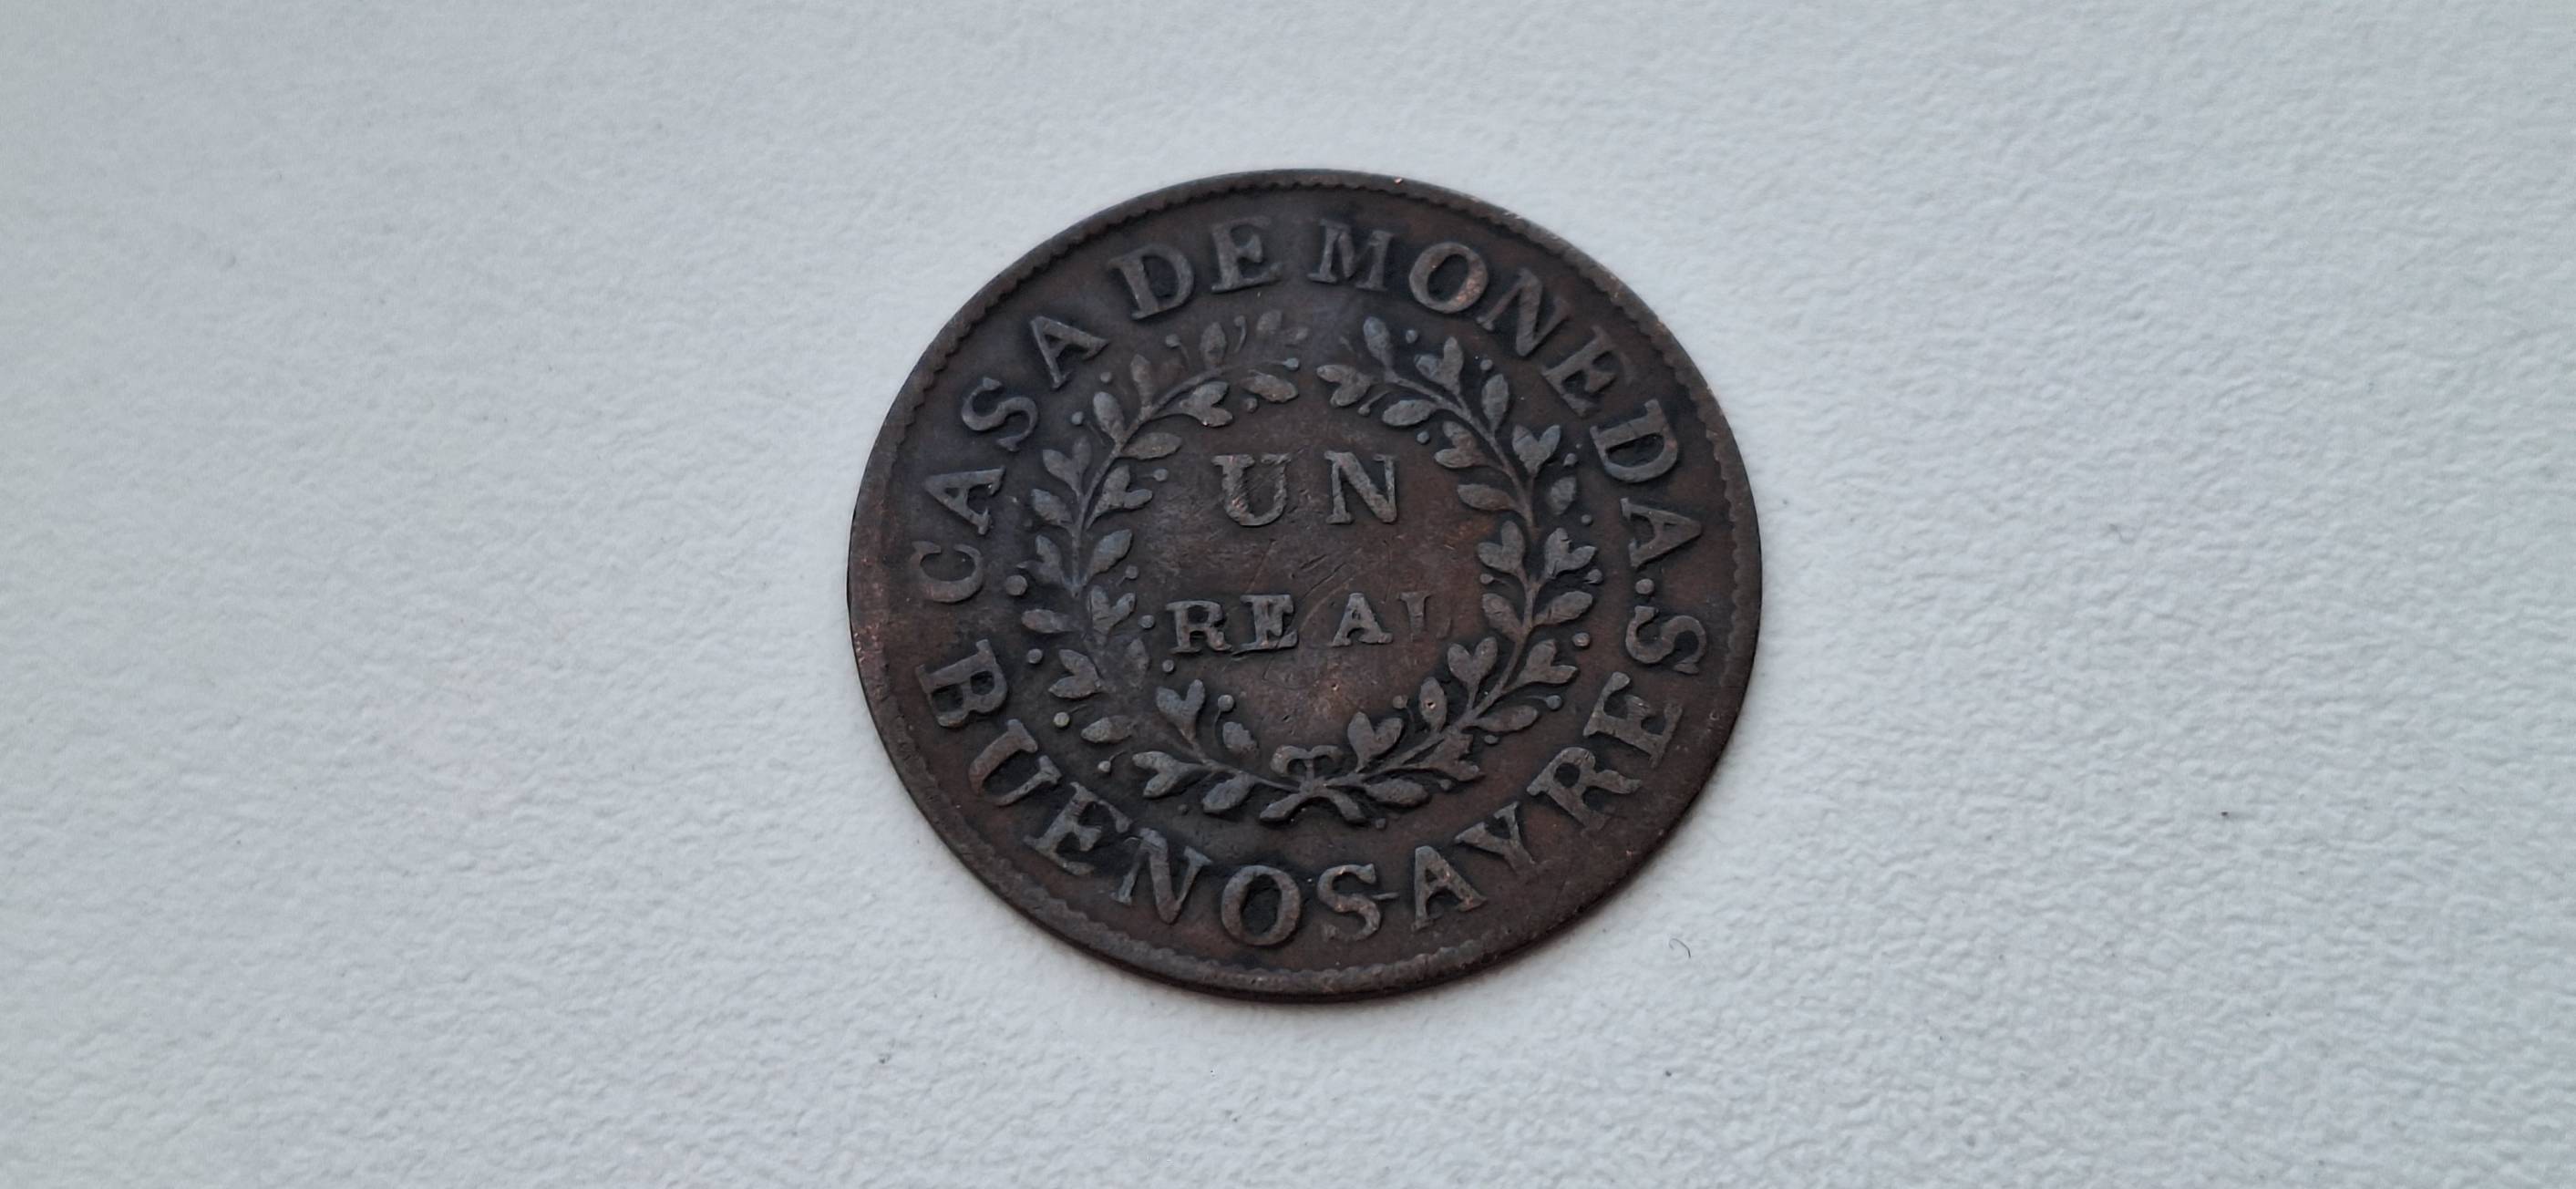 CASA DE MONEDA.
BUENOS AYRES
UN
REAL